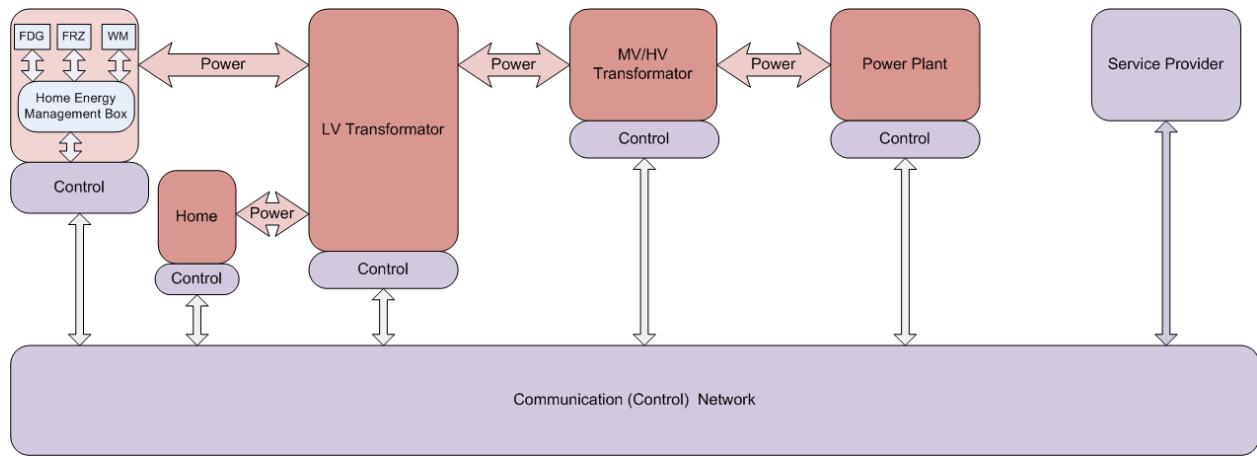 FDG
FRZ
WM
Home Energy
Management Box
Control
Power
LV Transformator
Control
Home
Control
Power
Power
MV/HV
Transformator
Control
Power
Power Plant
Control
Service Provider
Communication (Control) Network